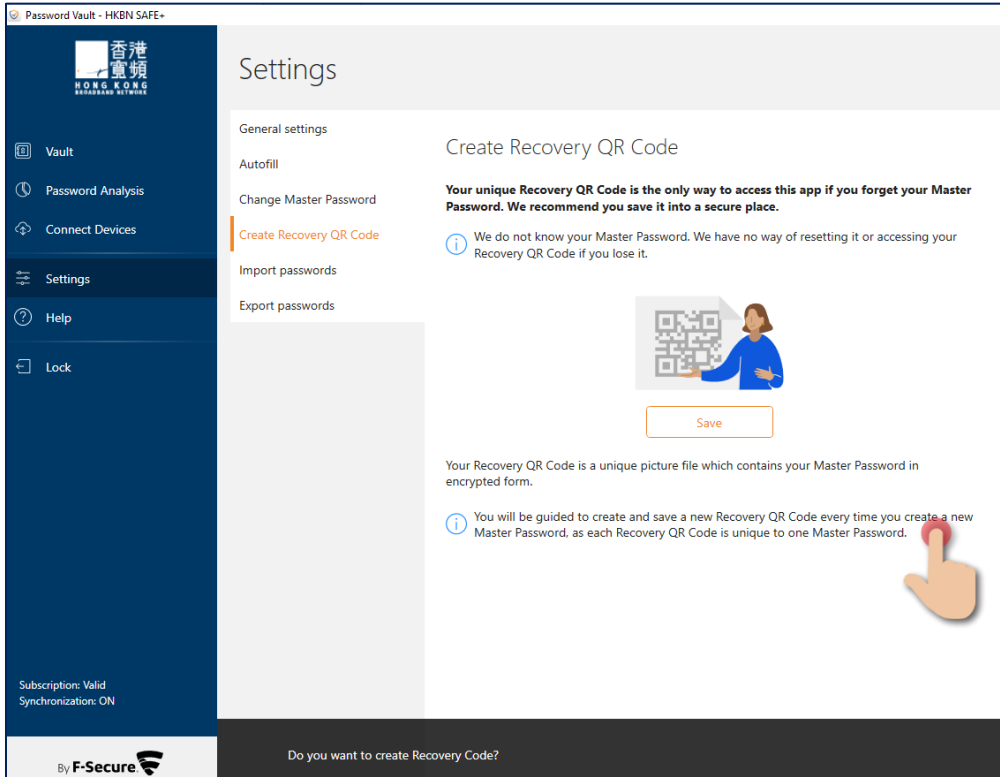 Password Vault - HKBN SAFE+
香港
寬頻
HONG KONG
BROADBAND NETWORK
Vault
Password Analysis
Connect Devices
Settings
Help
Lock
Subscription: Valid
Synchronization: ON
By F-Secure.
Settings
General settings
Autofill
Change Master Password
Create Recovery QR Code
Import passwords
Export passwords
Create Recovery QR Code
Your unique Recovery QR Code is the only way to access this app if you forget your Master
Password. We recommend you save it into a secure place.
We do not know your Master Password. We have no way of resetting it or accessing your
Recovery QR Code if you lose it.
Save
Your Recovery QR Code is a unique picture file which contains your Master Password in
encrypted form.
You will be guided to create and save a new Recovery QR Code every time you create a new
Master Password, as each Recovery QR Code is unique to one Master Password.
Do you want to create Recovery Code?